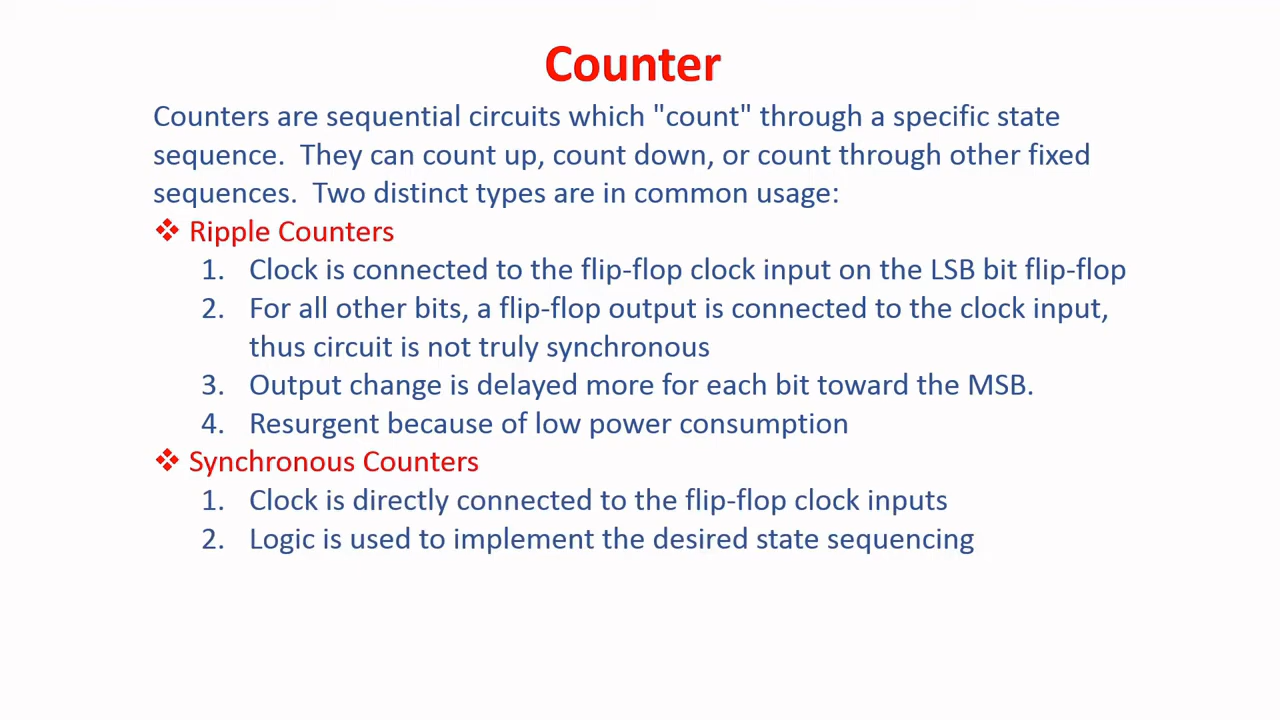 Counter
Counters are sequential circuits which "count" through a specific state
sequence. They can count up, count down, or count through other fixed
sequences. Two distinct types are in common usage:
❖ Ripple Counters
1. Clock is connected to the flip-flop clock input on the LSB bit flip-flop
2. For all other bits, a flip-flop output is connected to the clock input,
thus circuit is not truly synchronous
3. Output change is delayed more for each bit toward the MSB.
4. Resurgent because of low power consumption
❖ Synchronous Counters
1. Clock is directly connected to the flip-flop clock inputs
2. Logic is used to implement the desired state sequencing